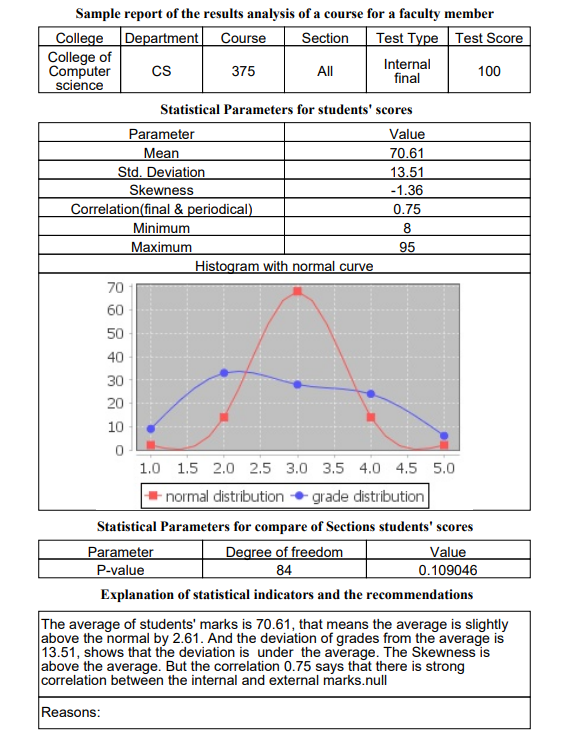 Sample report of the results analysis of a course for a faculty member
College Department Course Section Test Type Test Score
College of Computer science CS 375 All Internal final 100
Statistical Parameters for students' scores
Parameter Value
Mean 70.61
Std. Deviation 13.51
Skewness -1.36
Correlation(final & periodical) 0.75
Minimum 8
Maximum 95
Histogram with normal curve
70
60
50
40
30
20
10
0
1.0 1.5 2.0 2.5 3.0 3.5 4.0 4.5 5.0
normal distribution grade distribution
Statistical Parameters for compare of Sections students' scores
Parameter Degree of freedom Value
P-value 84 0.109046
Explanation of statistical indicators and the recommendations
The average of students' marks is 70.61, that means the average is slightly
above the normal by 2.61. And the deviation of grades from the average is
13.51, shows that the deviation is under the average. The Skewness is
above the average. But the correlation 0.75 says that there is strong
correlation between the internal and external marks.null
Reasons: